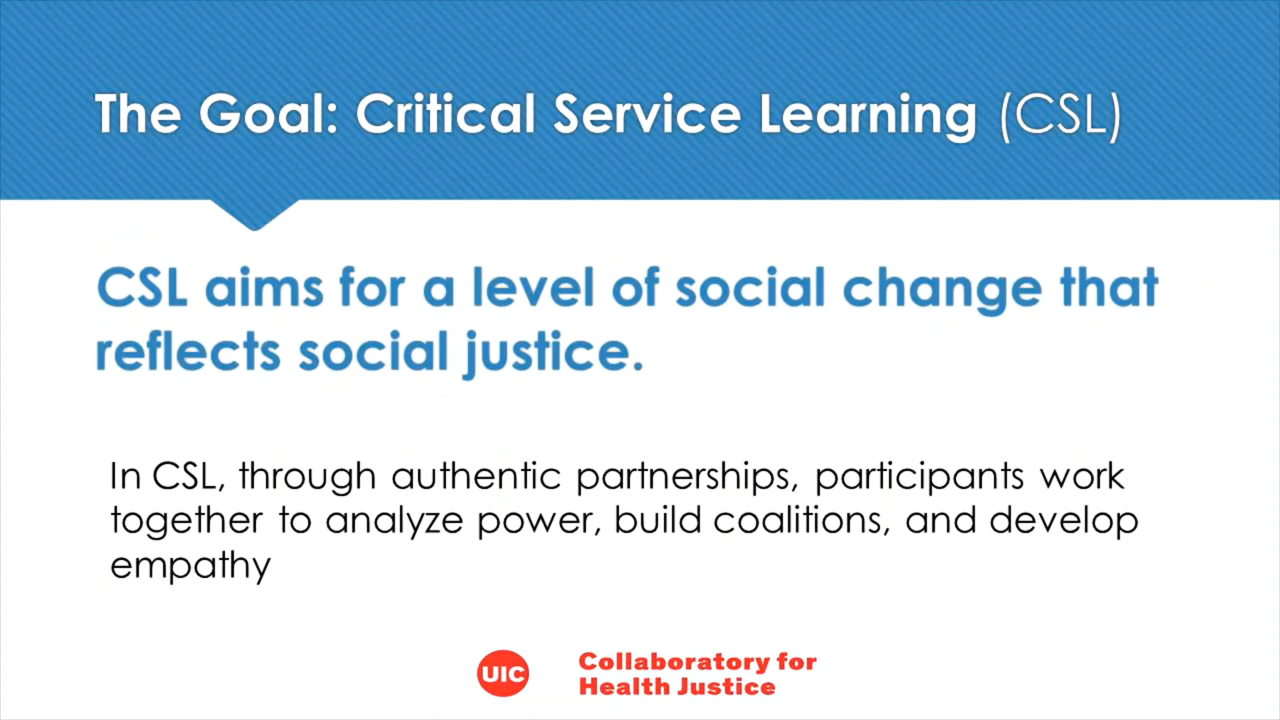 The Goal: Critical Service Learning (CSL)
CSL aims for a level of social change that
reflects social justice.
In CSL, through authentic partnerships, participants work
together to analyze power, build coalitions, and develop
empathy
UIC
Collaboratory for
Health Justice